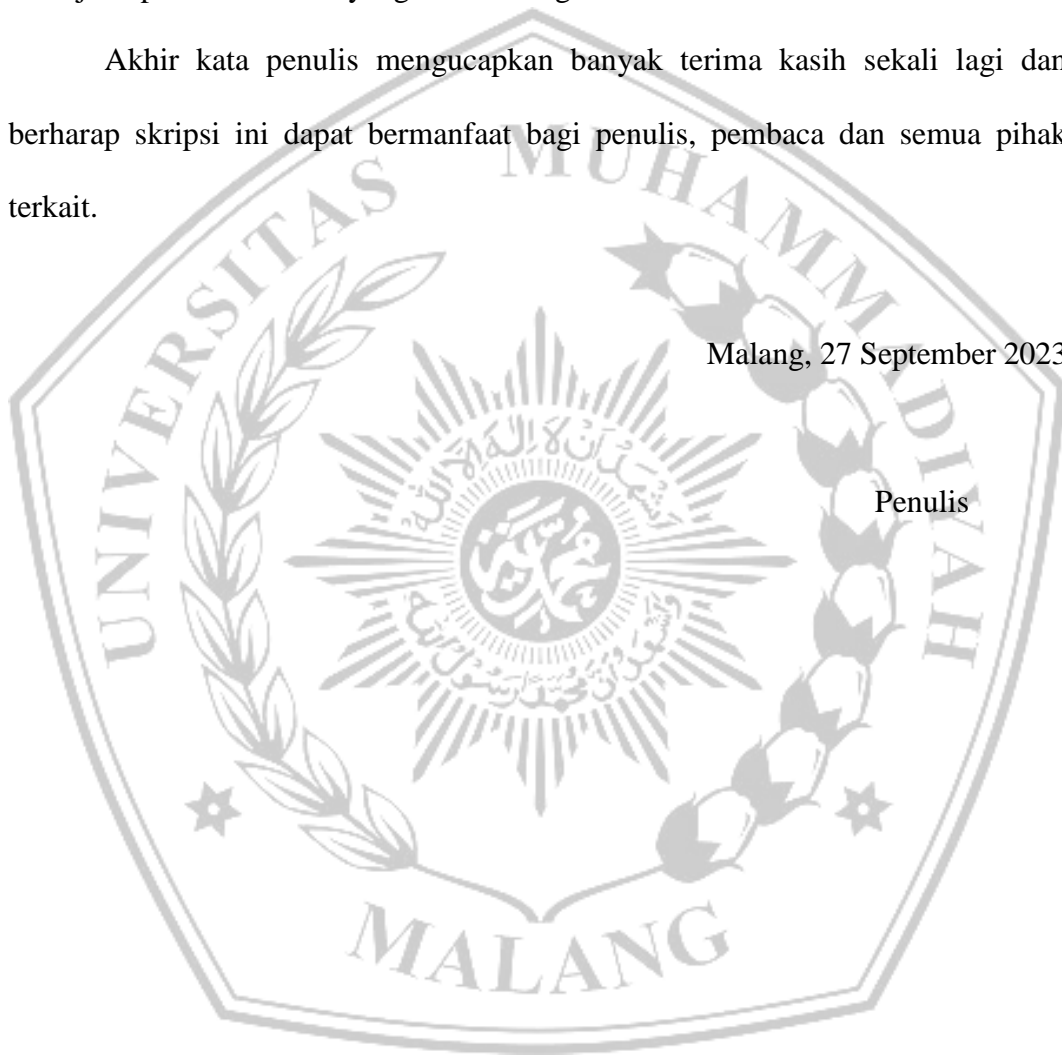 Akhir kata penulis mengucapkan banyak terima kasih sekali lagi dan
berharap skripsi ini dapat bermanfaat bagi penulis, pembaca dan semua pihak
terkait.
Malang, 27 September 2023
Penulis
UNIVERSITAS MUHAMMADIYAH
MALANG